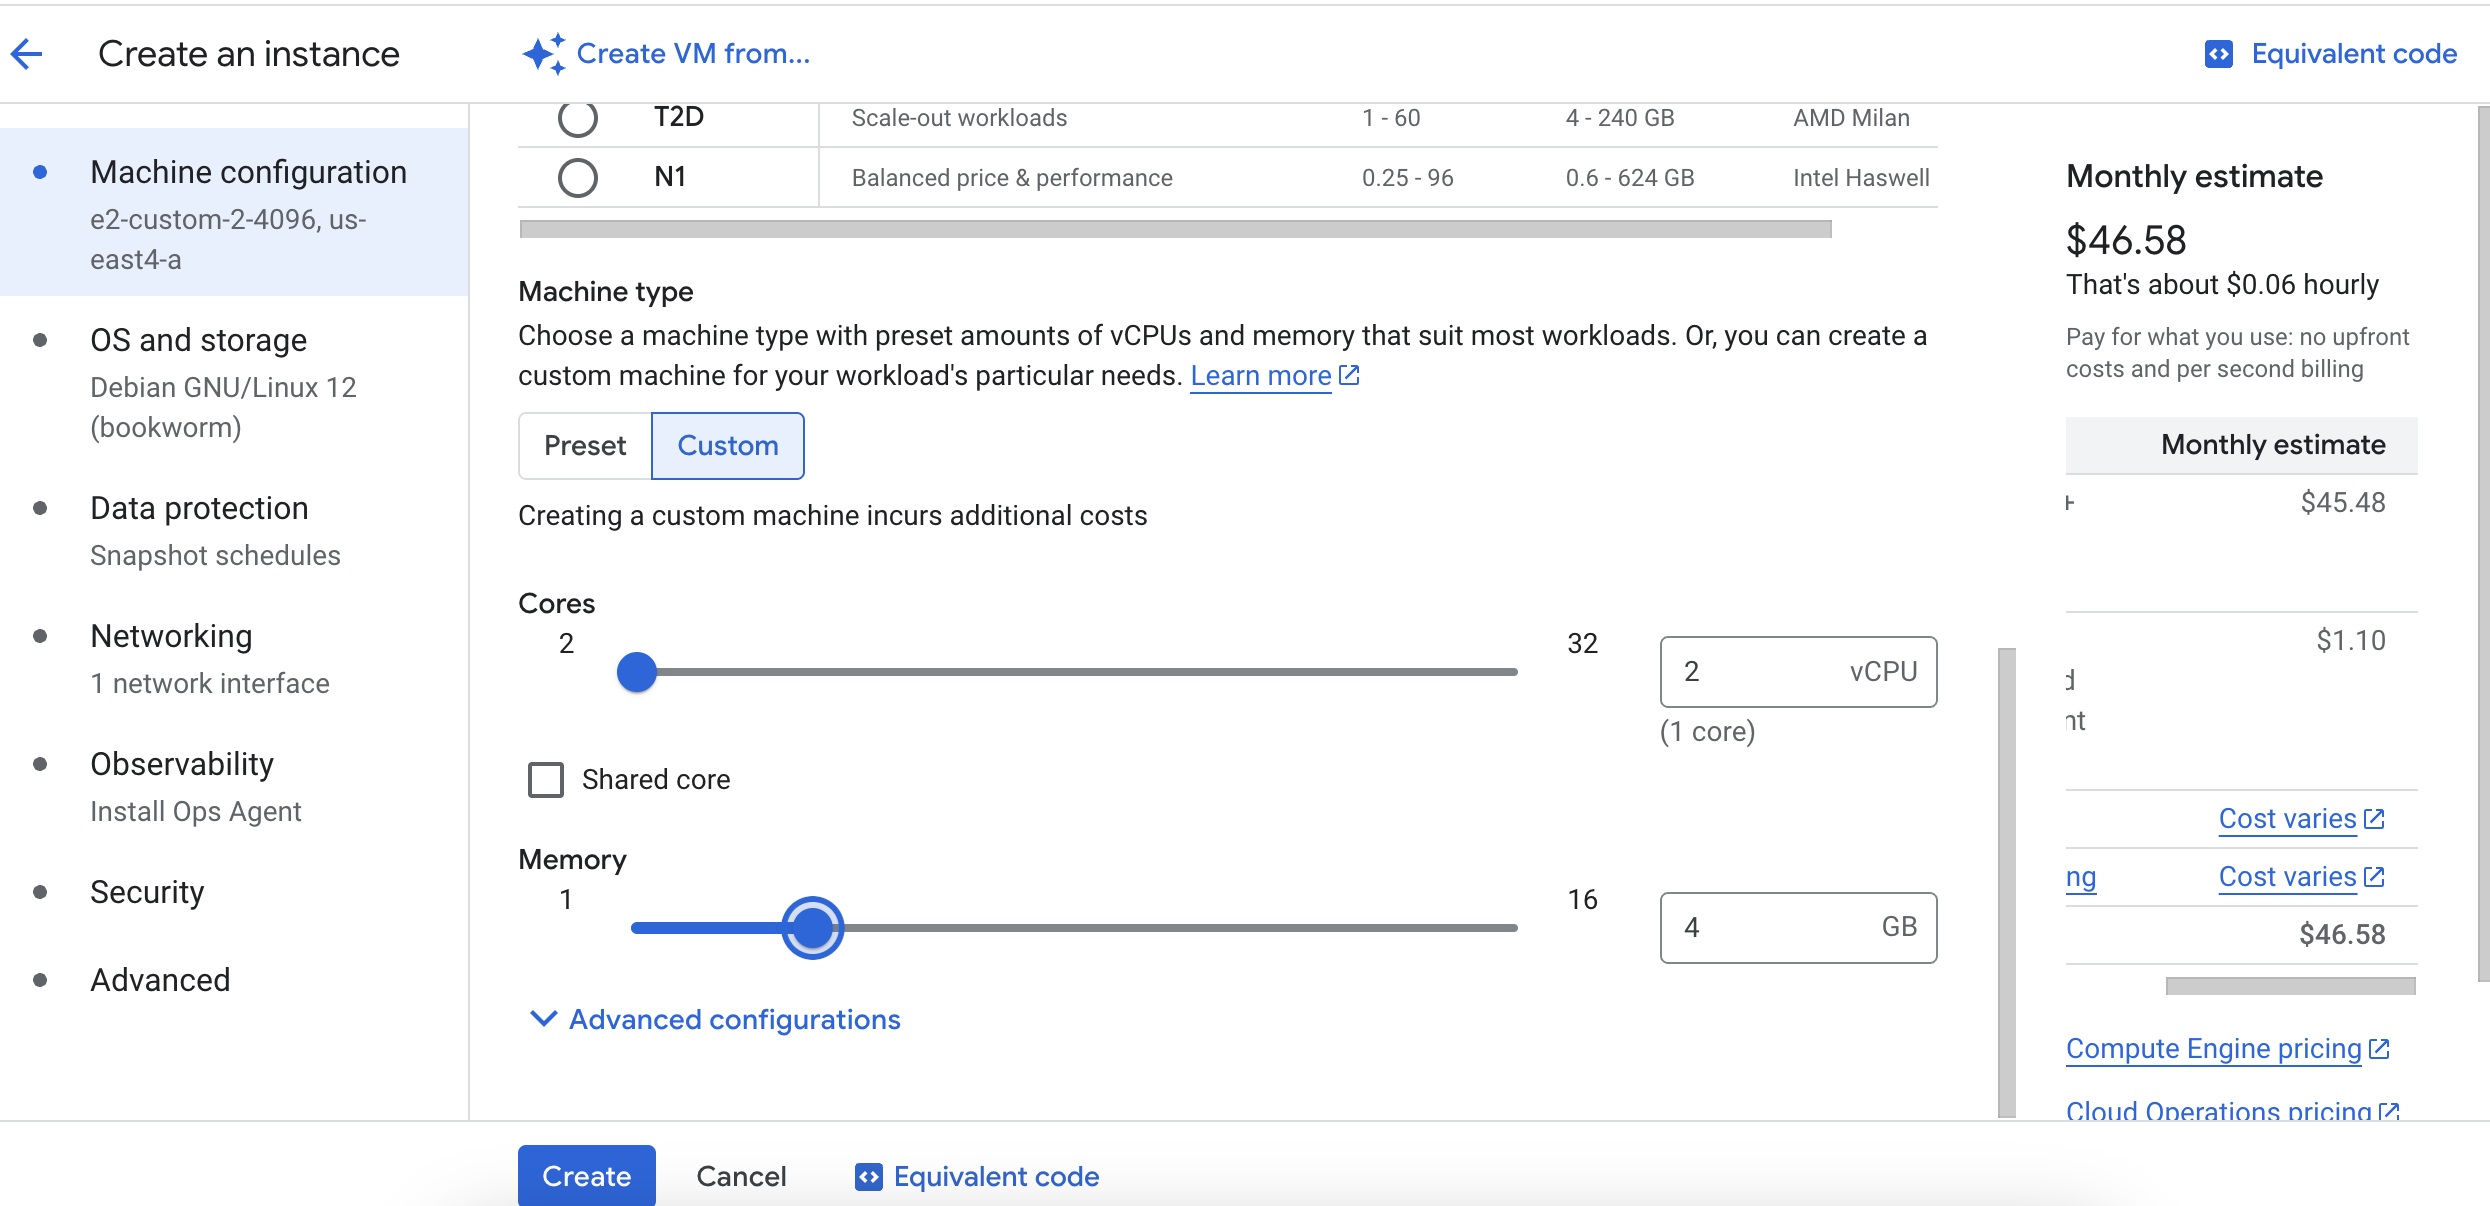 Create an instance
Create VM from...
Equivalent code
Machine configuration
e2-custom-2-4096, us-
east4-a
OS and storage
Debian GNU/Linux 12
(bookworm)
Data protection
Snapshot schedules
Networking
1 network interface
Observability
Install Ops Agent
Security
Advanced
T2D Scale-out workloads 1 - 60 4 - 240 GB AMD Milan
N1 Balanced price & performance 0.25 - 96 0.6 - 624 GB Intel Haswell
Machine type
Choose a machine type with preset amounts of vCPUs and memory that suit most workloads. Or, you can create a
custom machine for your workload's particular needs. Learn more
Preset Custom
Creating a custom machine incurs additional costs
Cores
2 32
2 vCPU
(1 core)
Shared core
Memory
1 16
4 GB
Advanced configurations
Create Cancel Equivalent code
Monthly estimate
$46.58
That's about $0.06 hourly
Pay for what you use: no upfront
costs and per second billing
Monthly estimate
+ $45.48
$1.10
d
nt
Cost varies
ng Cost varies
$46.58
Compute Engine pricing
Cloud Operations pricing